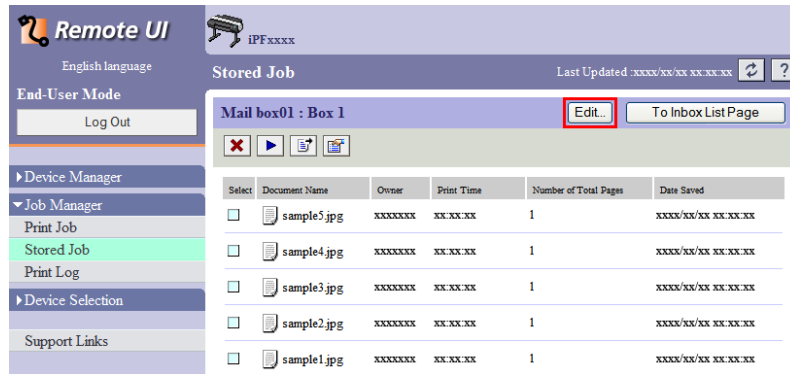 Remote UI
English language
End-User Mode
Log Out
Device Manager
Job Manager
Print Job
Stored Job
Print Log
Device Selection
Support Links
iPFxxxx
Stored Job Last Updated :xxxx/xx/xx xx:xx:xx ?
Mail box01 : Box 1 Edit... To Inbox List Page
Select Document Name Owner Print Time Number of Total Pages Date Saved
sample5.jpg xxxxxxx xx:xx:xx 1 xxxx/xx/xx xx:xx:xx
sample4.jpg xxxxxxx xx:xx:xx 1 xxxx/xx/xx xx:xx:xx
sample3.jpg xxxxxxx xx:xx:xx 1 xxxx/xx/xx xx:xx:xx
sample2.jpg xxxxxxx xx:xx:xx 1 xxxx/xx/xx xx:xx:xx
sample1.jpg xxxxxxx xx:xx:xx 1 xxxx/xx/xx xx:xx:xx